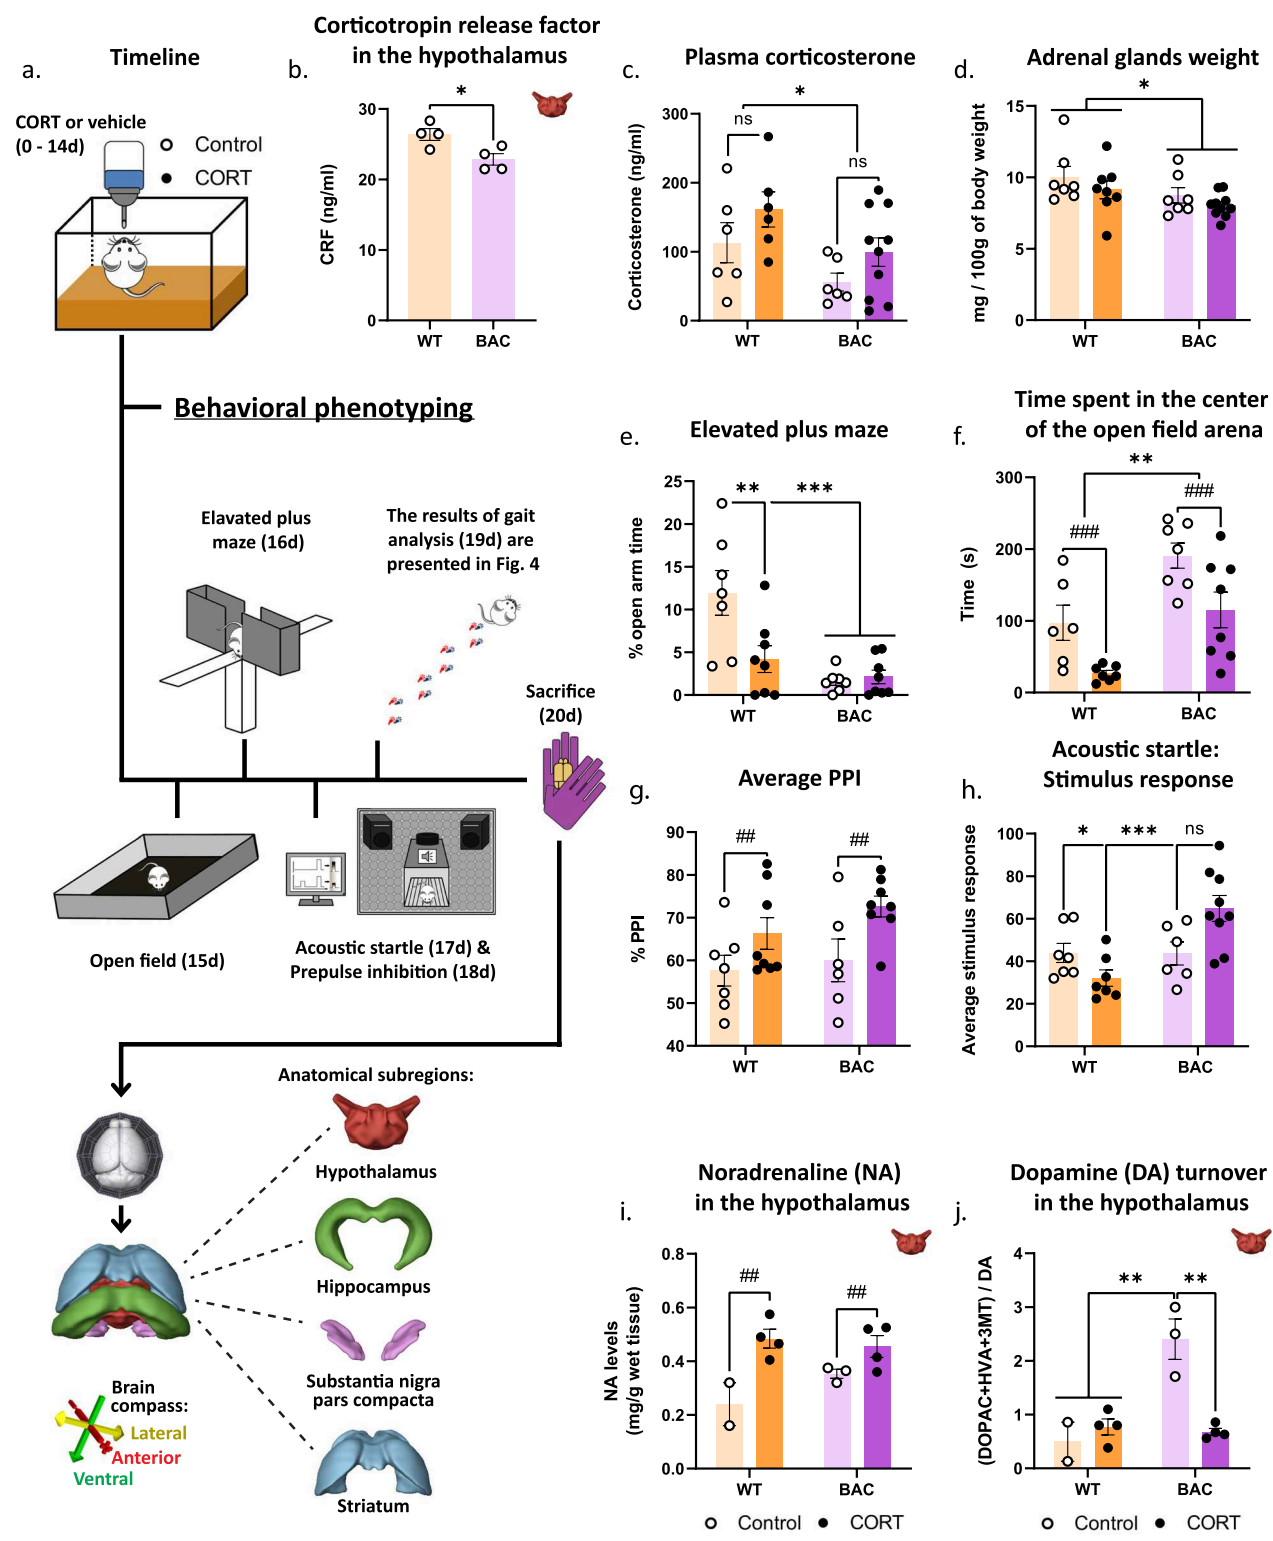 a.
Timeline
CORT or vehicle
(0 - 14d)
Control
CORT
b.
Corticotropin release factor
in the hypothalamus
*
30
20
10
0
CRF (ng/ml)
WT
BAC
c.
Plasma corticosterone
*
ns
ns
300
200
100
0
Corticosterone (ng/ml)
WT
BAC
d.
Adrenal glands weight
*
15
10
5
0
mg / 100g of body weight
WT
BAC
Behavioral phenotyping
Elavated plus
maze (16d)
The results of gait
analysis (19d) are
presented in Fig. 4
Sacrifice
(20d)
Open field (15d)
Acoustic startle (17d) &
Prepulse inhibition (18d)
e.
Elevated plus maze
**
***
25
20
15
10
5
0
% open arm time
WT
BAC
f.
Time spent in the center
of the open field arena
**
###
###
300
200
100
0
Time (s)
WT
BAC
g.
Average PPI
##
##
90
80
70
60
50
40
% PPI
WT
BAC
h.
Acoustic startle:
Stimulus response
*
***
ns
100
80
60
40
20
0
Average stimulus response
WT
BAC
Anatomical subregions:
Hypothalamus
Hippocampus
Substantia nigra
pars compacta
Striatum
Brain
compass:
Lateral
Anterior
Ventral
i.
Noradrenaline (NA)
in the hypothalamus
##
##
0.8
0.6
0.4
0.2
0.0
NA levels
(mg/g wet tissue)
WT
BAC
Control
CORT
j.
Dopamine (DA) turnover
in the hypothalamus
**
**
4
3
2
1
0
(DOPAC+HVA+3MT) / DA
WT
BAC
Control
CORT